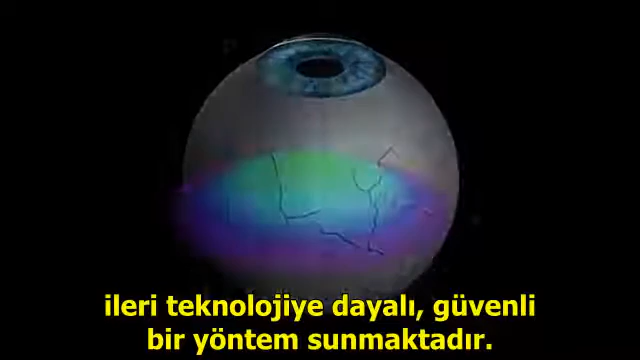 ileri teknolojiye dayalı, güvenli
bir yöntem sunmaktadır.